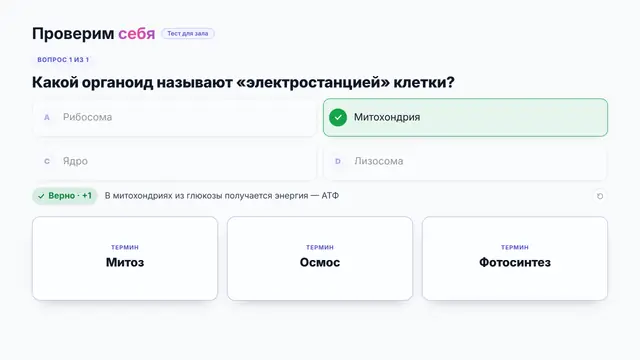 Проверим себя Тест для зала
ВОПРОС 1 ИЗ 1
Какой органоид называют «электростанцией» клетки?
A Рибосома
Митохондрия
C Ядро
D Лизосома
Верно · +1 В митохондриях из глюкозы получается энергия — АТФ
ТЕРМИН
Митоз
ТЕРМИН
Осмос
ТЕРМИН
Фотосинтез